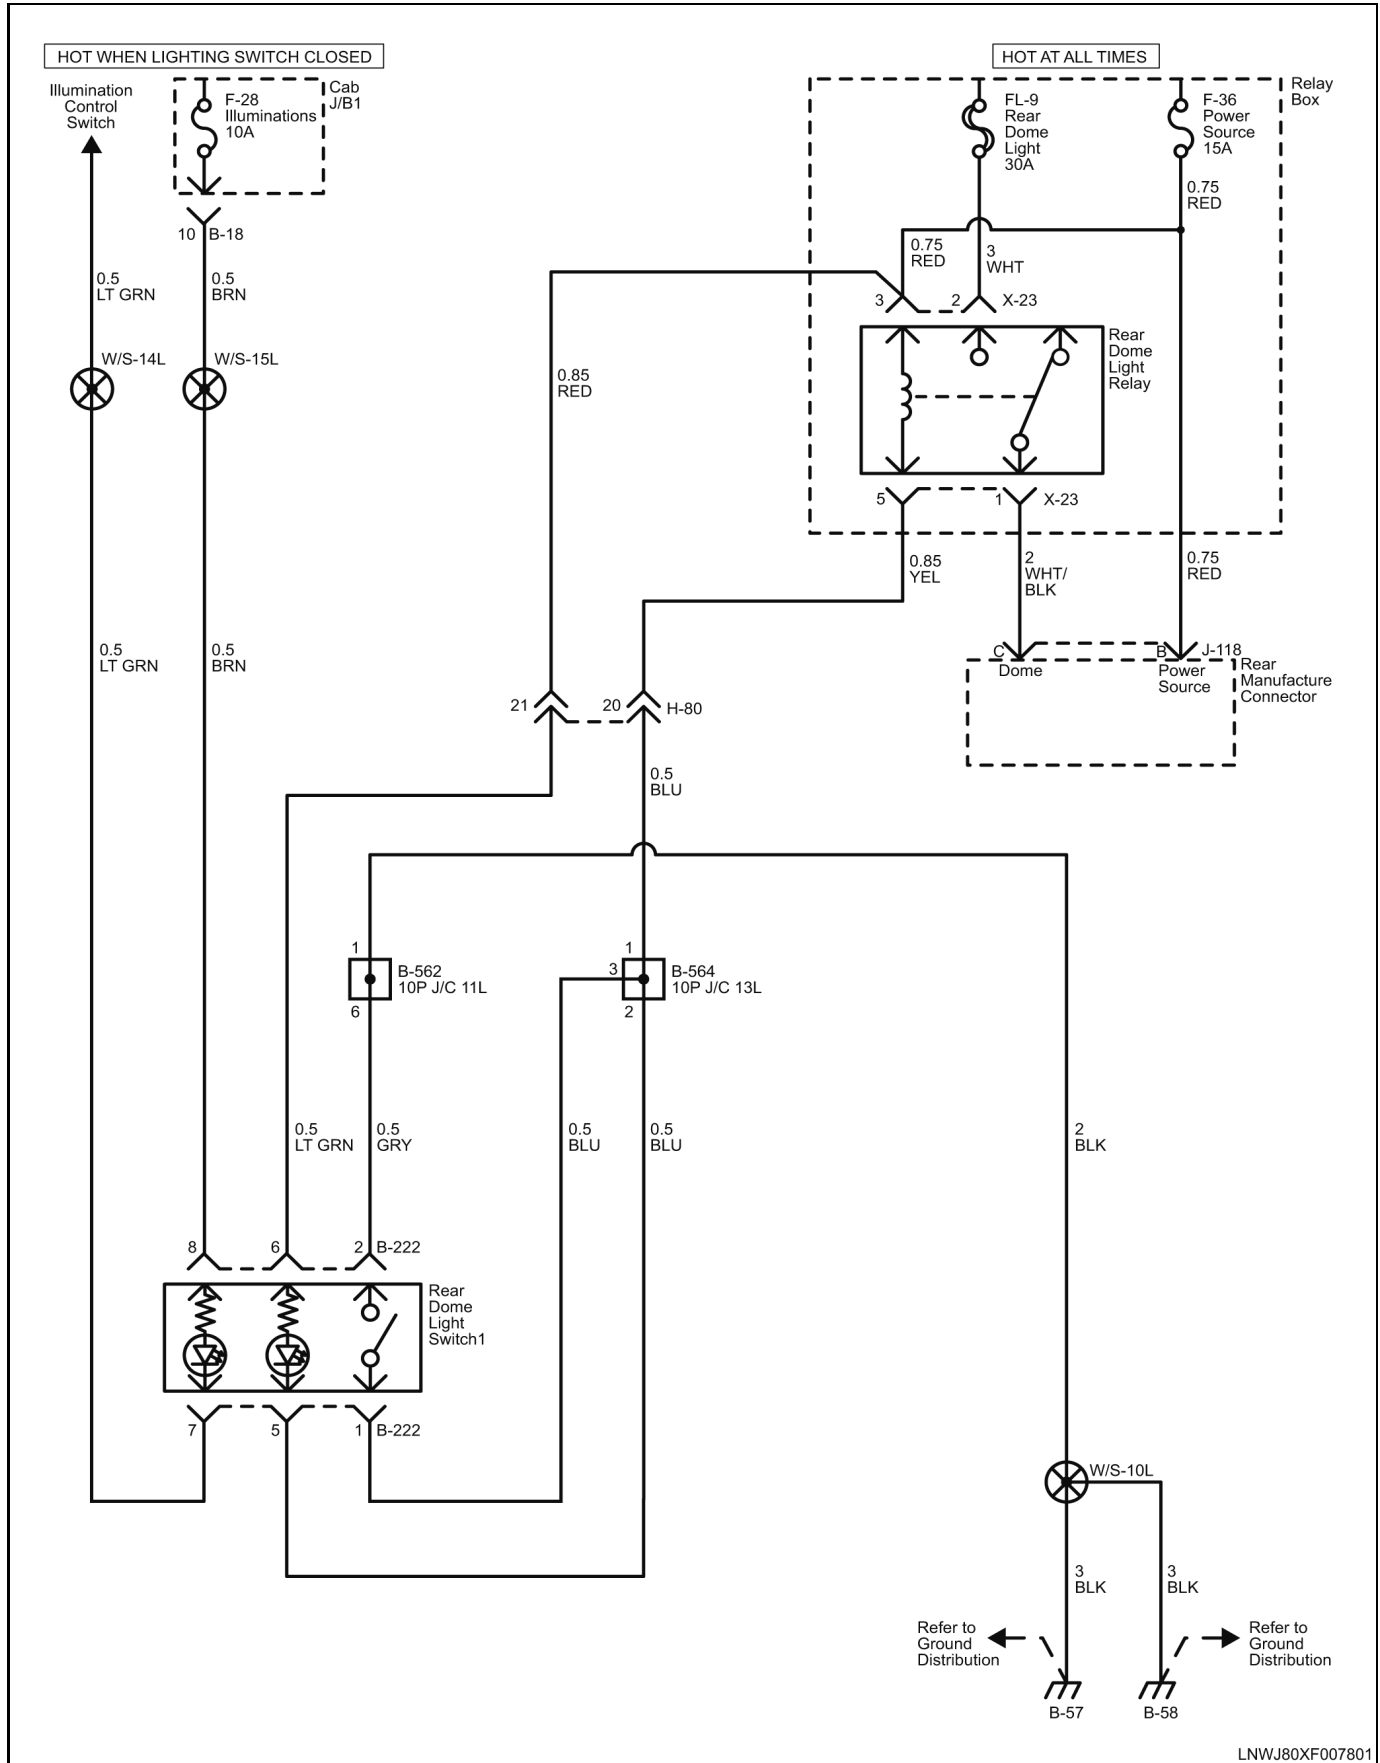 HOT WHEN LIGHTING SWITCH CLOSED
HOT AT ALL TIMES
Illumination
Control
Switch
F-28
Illuminations
10A
Cab
J/B1
FL-9
Rear
Dome
Light
30A
F-36
Power
Source
15A
Relay
Box
0.75
RED
10
B-18
0.75
RED
3
WHT
0.5
LT GRN
0.5
BRN
3
2
X-23
W/S-14L
W/S-15L
Rear
Dome
Light
Relay
0.85
RED
5
1
X-23
0.85
YEL
2
WHT/
BLK
0.75
RED
0.5
LT GRN
0.5
BRN
C
B
J-118
Dome
Power
Source
Rear
Manufacture
Connector
21
20
H-80
0.5
BLU
1
B-562
10P J/C 11L
6
1
3
B-564
10P J/C 13L
2
0.5
LT GRN
0.5
GRY
0.5
BLU
0.5
BLU
2
BLK
8
6
2
B-222
Rear
Dome
Light
Switch1
7
5
1
B-222
W/S-10L
3
BLK
3
BLK
Refer to
Ground
Distribution
Refer to
Ground
Distribution
B-57
B-58
LNWJ80XF007801